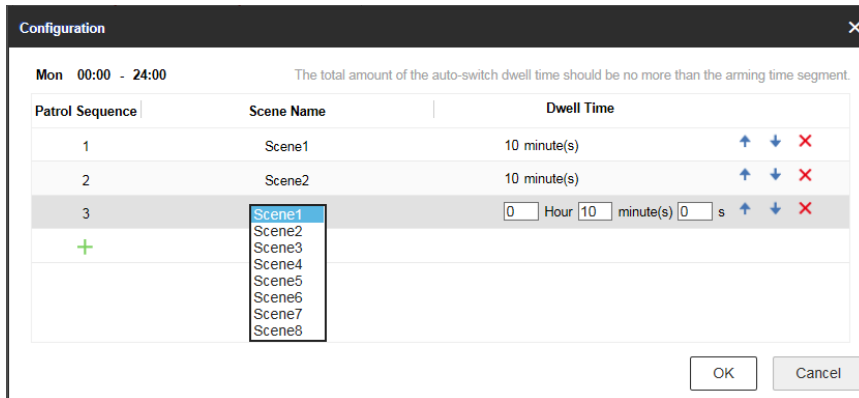 Configuration
Mon 00:00 - 24:00 The total amount of the auto-switch dwell time should be no more than the arming time segment.
Patrol Sequence Scene Name Dwell Time
1 Scene1 10 minute(s)
2 Scene2 10 minute(s)
3 Scene1 0 Hour 10 minute(s) 0 s
Scene2
Scene3
Scene4
Scene5
Scene6
Scene7
Scene8
OK Cancel